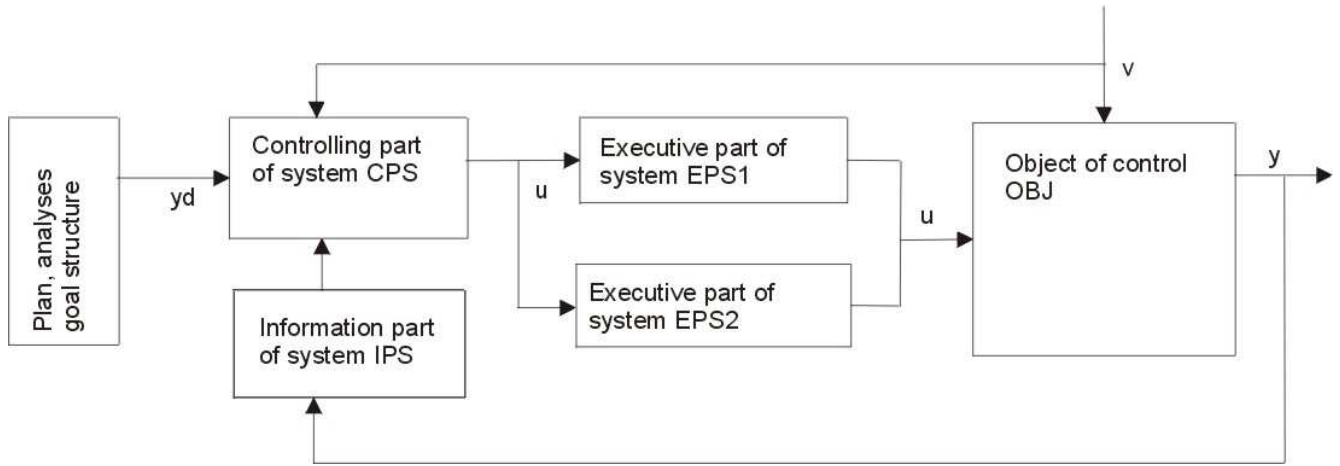 Plan, analyses
goal structure
yd
Controlling part
of system CPS
Information part
of system IPS
u
Executive part of
system EPS1
Executive part of
system EPS2
u
v
Object of control
OBJ
y